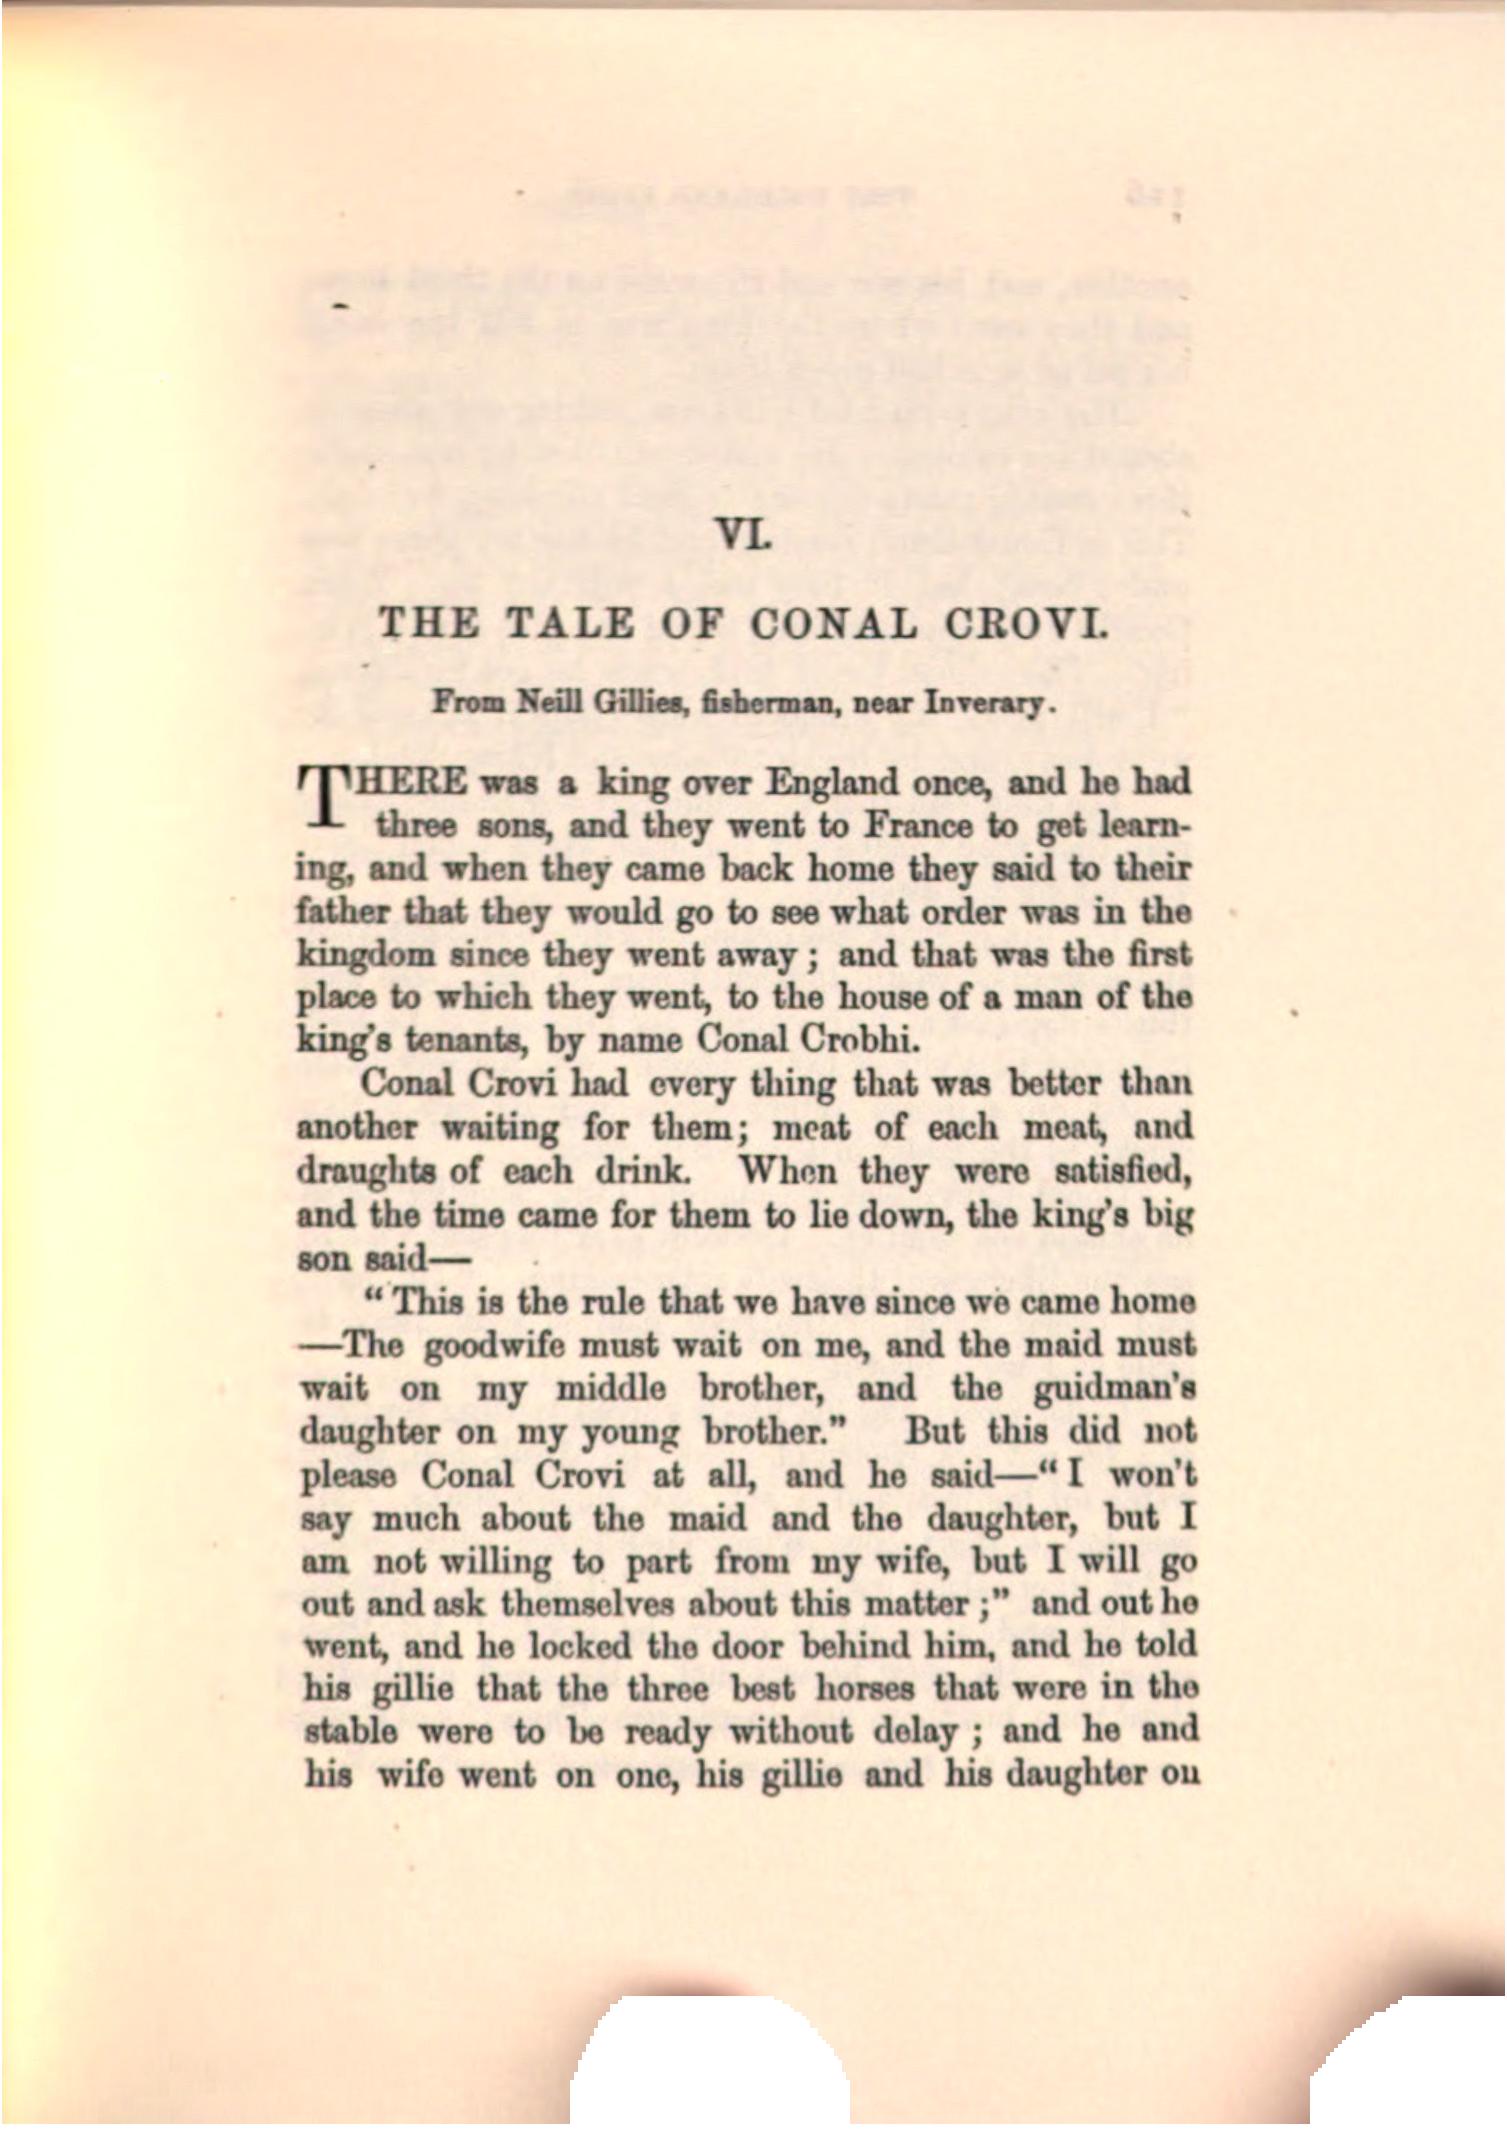 VI.
THE TALE OF CONAL CROVI.
From Neill Gillies, fisherman, near Inverary.
THERE was a king over England once, and he had
three sons, and they went to France to get learn-
ing, and when they came back home they said to their
father that they would go to see what order was in the
kingdom since they went away ; and that was the first
place to which they went, to the house of a man of the
king's tenants, by name Conal Crobhi.
Conal Crovi had every thing that was better than
another waiting for them; meat of each meat, and
draughts of each drink. When they were satisfied,
and the time came for them to lie down, the king's big
son said—
“ This is the rule that we have since we came home
—The goodwife must wait on me, and the maid must
wait on my middle brother, and the guidman's
daughter on my young brother.” But this did not
please Conal Crovi at all, and he said—“ I won't
say much about the maid and the daughter, but I
am not willing to part from my wife, but I will go
out and ask themselves about this matter ;” and out he
went, and he locked the door behind him, and he told
his gillie that the three best horses that were in the
stable were to be ready without delay ; and he and
his wife went on one, his gillie and his daughter on